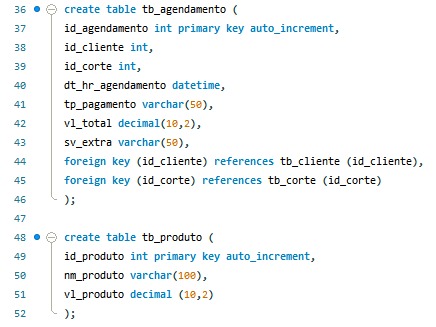 36 create table tb_agendamento (
37 id_agendamento int primary key auto_increment,
38 id_cliente int,
39 id_corte int,
40 dt_hr_agendamento datetime,
41 tp_pagamento varchar(50),
42 vl_total decimal(10,2),
43 sv_extra varchar(50),
44 foreign key (id_cliente) references tb_cliente (id_cliente),
45 foreign key (id_corte) references tb_corte (id_corte)
46 );
47
48 create table tb_produto (
49 id_produto int primary key auto_increment,
50 nm_produto varchar(100),
51 vl_produto decimal (10,2)
52 );